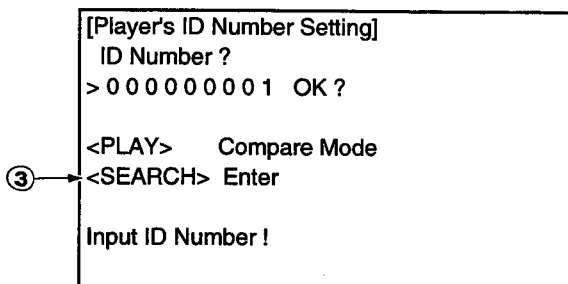 [Player's ID Number Setting]
ID Number ?
> 0 0 0 0 0 0 0 0 1 OK ?
<PLAY> Compare Mode
③ <SEARCH> Enter
Input ID Number !